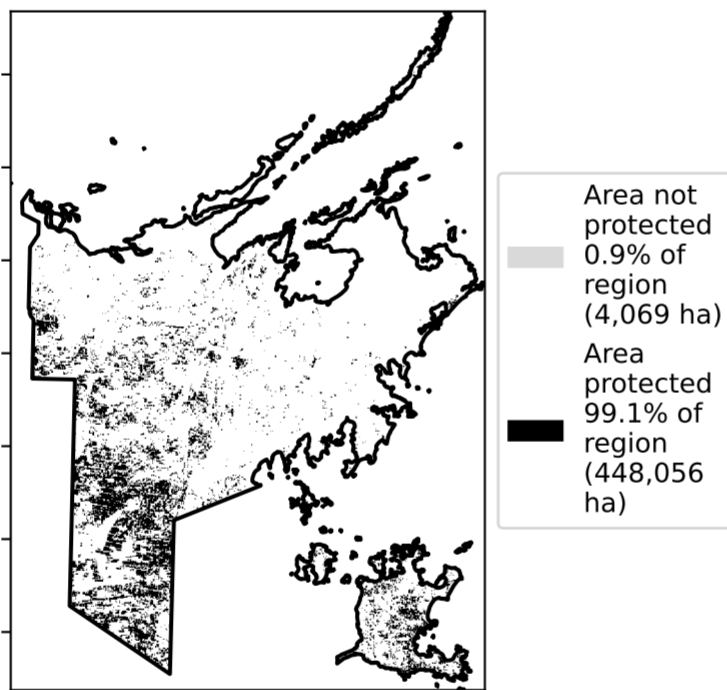 Area not
protected
0.9% of
region
(4,069 ha)
Area
protected
99.1% of
region
(448,056
ha)